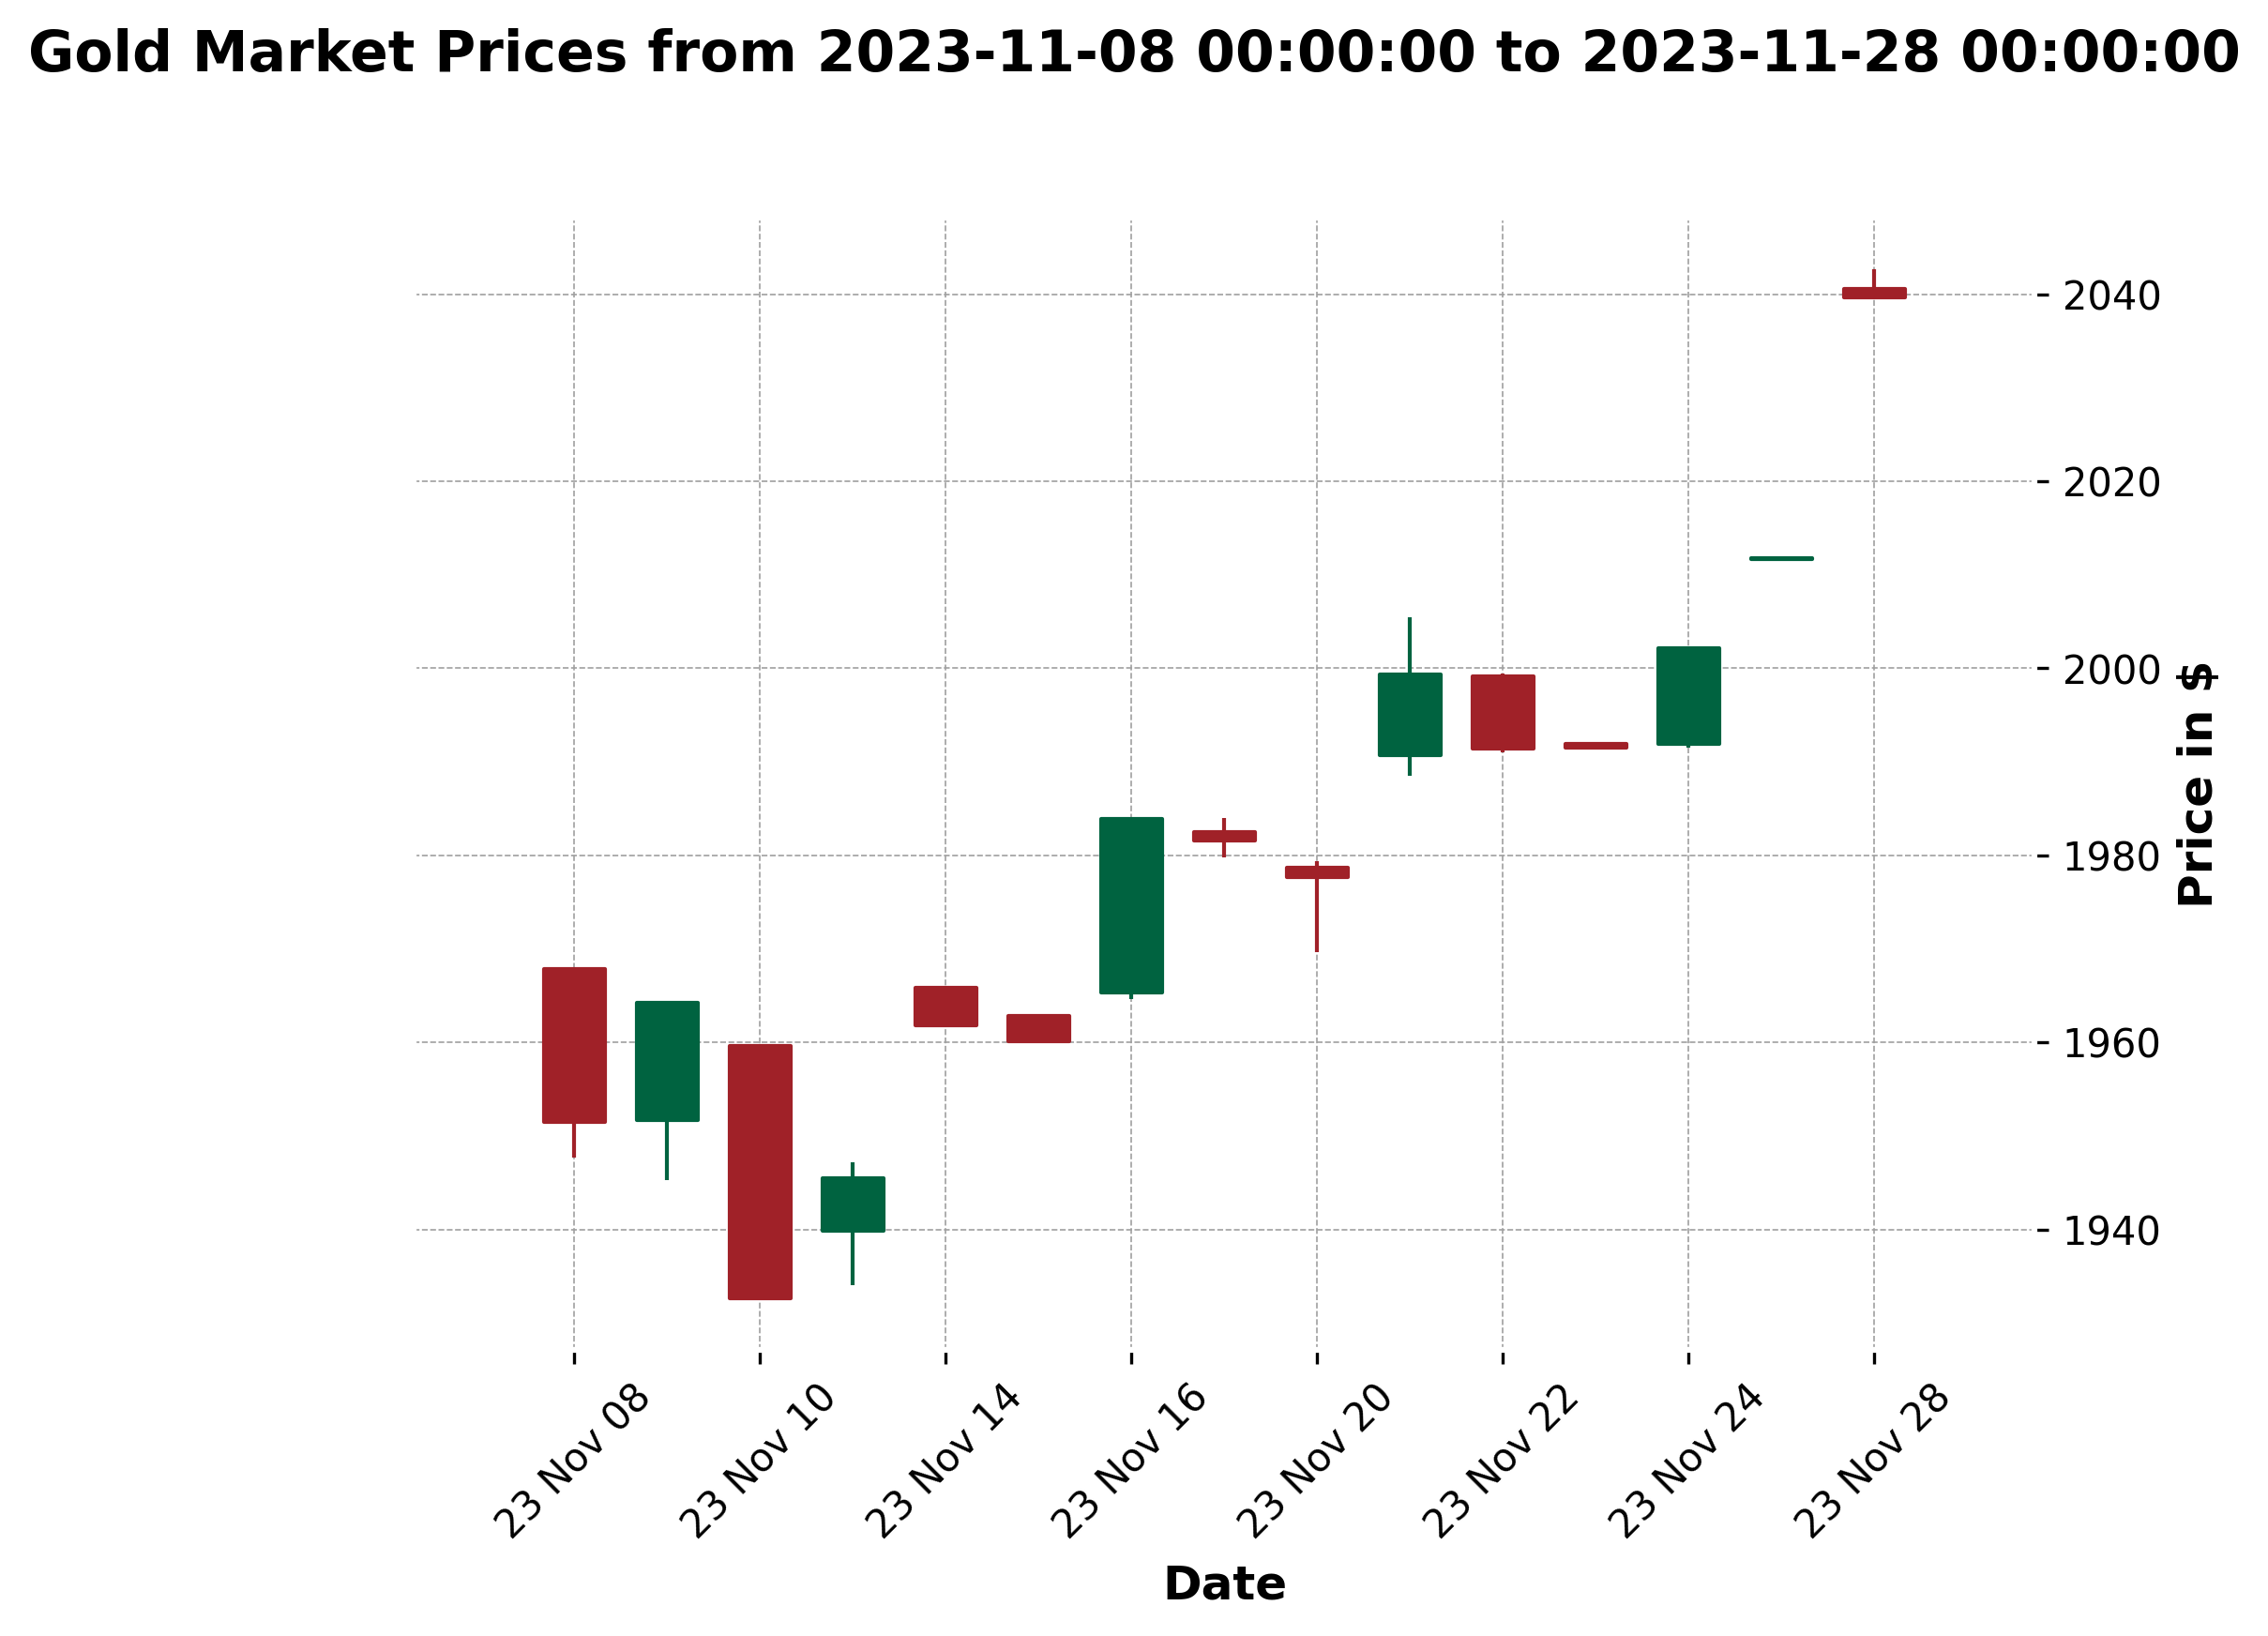 Gold Market Prices from 2023-11-08 00:00:00 to 2023-11-28 00:00:00
2040
2020
2000
1980
1960
1940
Price in $
23 Nov 08
23 Nov 10
23 Nov 14
23 Nov 16
23 Nov 20
23 Nov 22
23 Nov 24
23 Nov 28
Date